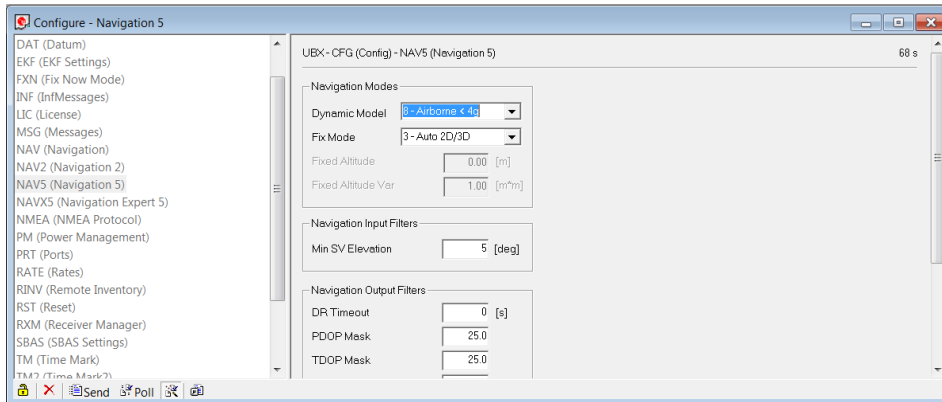 Configure - Navigation 5
DAT (Datum)
EKF (EKF Settings)
FXN (Fix Now Mode)
INF (InfMessages)
LIC (License)
MSG (Messages)
NAV (Navigation)
NAV2 (Navigation 2)
NAV5 (Navigation 5)
NAVX5 (Navigation Expert 5)
NMEA (NMEA Protocol)
PM (Power Management)
PRT (Ports)
RATE (Rates)
RINV (Remote Inventory)
RST (Reset)
RXM (Receiver Manager)
SBAS (SBAS Settings)
TM (Time Mark)
TM2 (Time Mark2)
UBX - CFG (Config) - NAV5 (Navigation 5) 68 s
Navigation Modes
Dynamic Model 8 - Airborne < 4g
Fix Mode 3 - Auto 2D/3D
Fixed Altitude 0.00 [m]
Fixed Altitude Var 1.00 [m*m]
Navigation Input Filters
Min SV Elevation 5 [deg]
Navigation Output Filters
DR Timeout 0 [s]
PDOP Mask 25.0
TDOP Mask 25.0
Send Poll